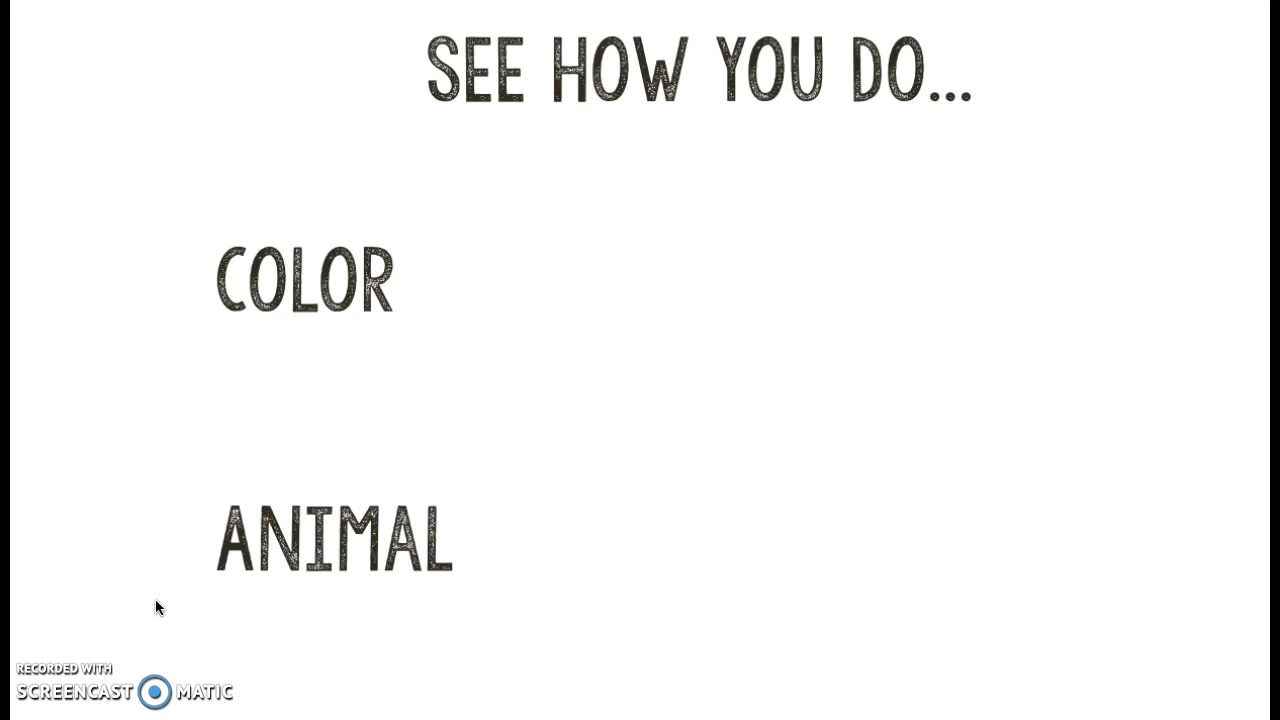 SEE HOW YOU DO...
COLOR
ANIMAL
RECORDED WITH
SCREENCAST MATIC